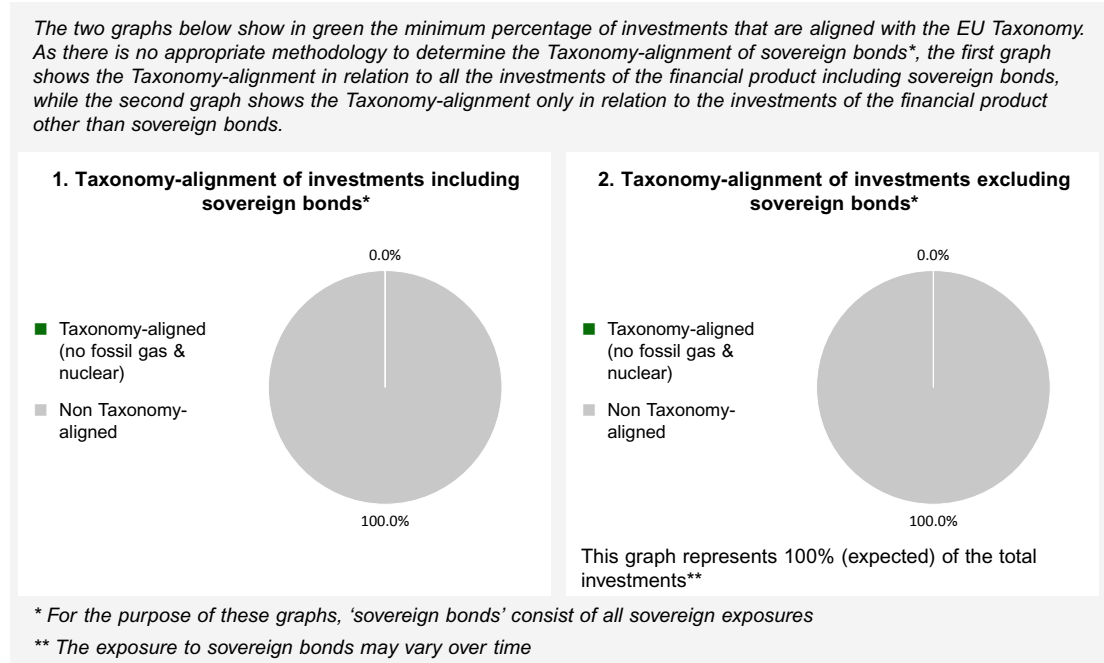 The two graphs below show in green the minimum percentage of investments that are aligned with the EU Taxonomy.
As there is no appropriate methodology to determine the Taxonomy-alignment of sovereign bonds*, the first graph
shows the Taxonomy-alignment in relation to all the investments of the financial product including sovereign bonds,
while the second graph shows the Taxonomy-alignment only in relation to the investments of the financial product
other than sovereign bonds.
1. Taxonomy-alignment of investments including
sovereign bonds*
0.0%
Taxonomy-aligned
(no fossil gas &
nuclear)
Non Taxonomy-
aligned
100.0%
2. Taxonomy-alignment of investments excluding
sovereign bonds*
0.0%
Taxonomy-aligned
(no fossil gas &
nuclear)
Non Taxonomy-
aligned
100.0%
This graph represents 100% (expected) of the total
investments**
* For the purpose of these graphs, ‘sovereign bonds’ consist of all sovereign exposures
** The exposure to sovereign bonds may vary over time